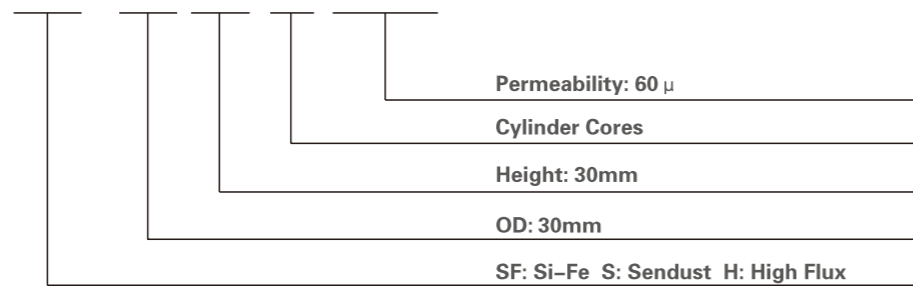 Permeability: 60 μ
Cylinder Cores
Height: 30mm
OD: 30mm
SF: Si–Fe  S: Sendust  H: High Flux